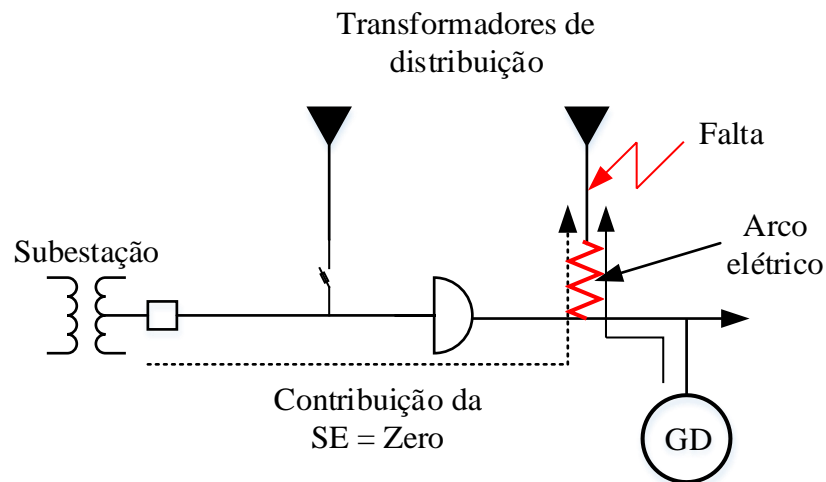 Transformadores de
distribuição
Falta
Arco
elétrico
Subestação
Contribuição da
SE = Zero
GD